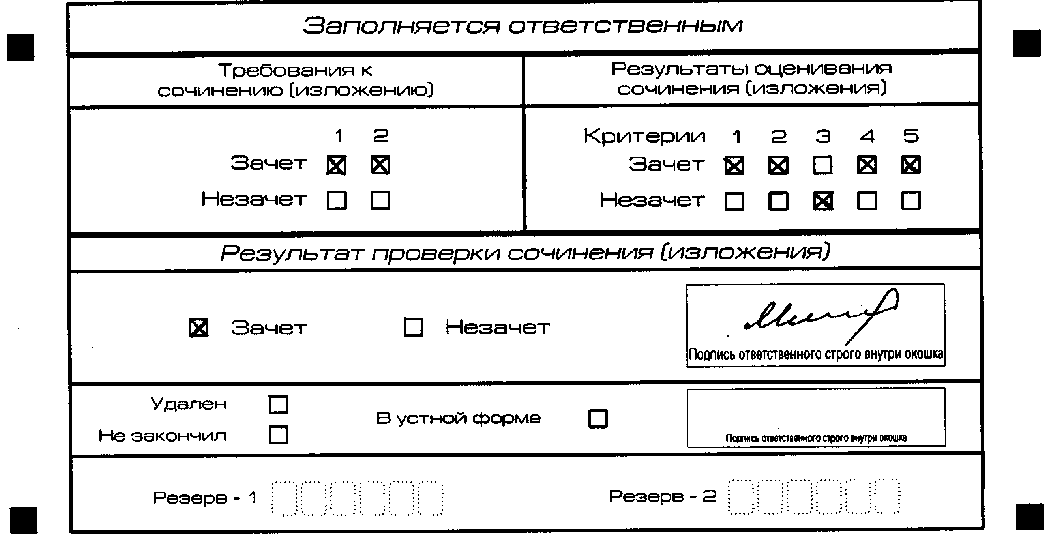 Заполняется ответственным
Требования к
сочинению (изложению)
Результаты оценивания
сочинения (изложения)
1 2
Зачет
Незачет
Критерии 1 2 3 4 5
Зачет
Незачет
Результат проверки сочинения (изложения)
Зачет
Незачет
Подпись ответственного строго внутри окошка
Удален
Не закончил
В устной форме
Подпись ответственного строго внутри окошка
Резерв - 1
Резерв - 2